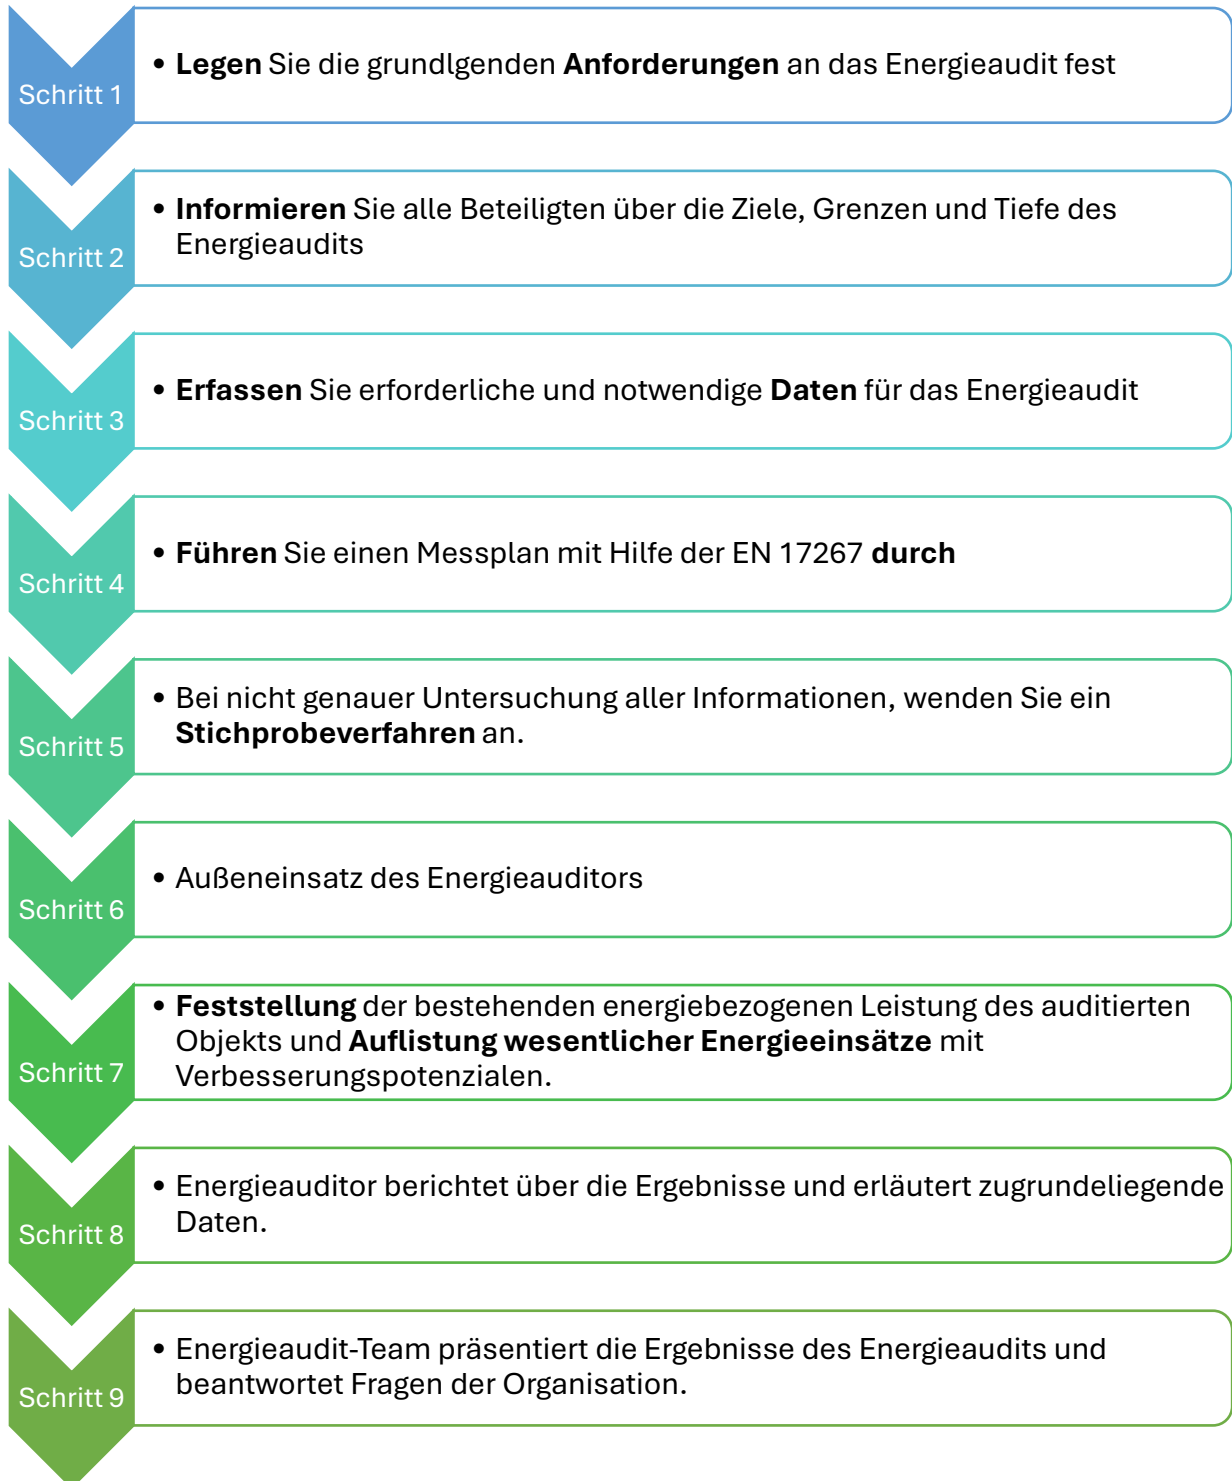 Schritt 1
• Legen Sie die grundlgenden Anforderungen an das Energieaudit fest
Schritt 2
• Informieren Sie alle Beteiligten über die Ziele, Grenzen und Tiefe des
Energieaudits
Schritt 3
• Erfassen Sie erforderliche und notwendige Daten für das Energieaudit
Schritt 4
• Führen Sie einen Messplan mit Hilfe der EN 17267 durch
Schritt 5
• Bei nicht genauer Untersuchung aller Informationen, wenden Sie ein
Stichprobeverfahren an.
Schritt 6
• Außeneinsatz des Energieauditors
Schritt 7
• Feststellung der bestehenden energiebezogenen Leistung des auditierten
Objekts und Auflistung wesentlicher Energieeinsätze mit
Verbesserungspotenzialen.
Schritt 8
• Energieauditor berichtet über die Ergebnisse und erläutert zugrundeliegende
Daten.
Schritt 9
• Energieaudit-Team präsentiert die Ergebnisse des Energieaudits und
beantwortet Fragen der Organisation.